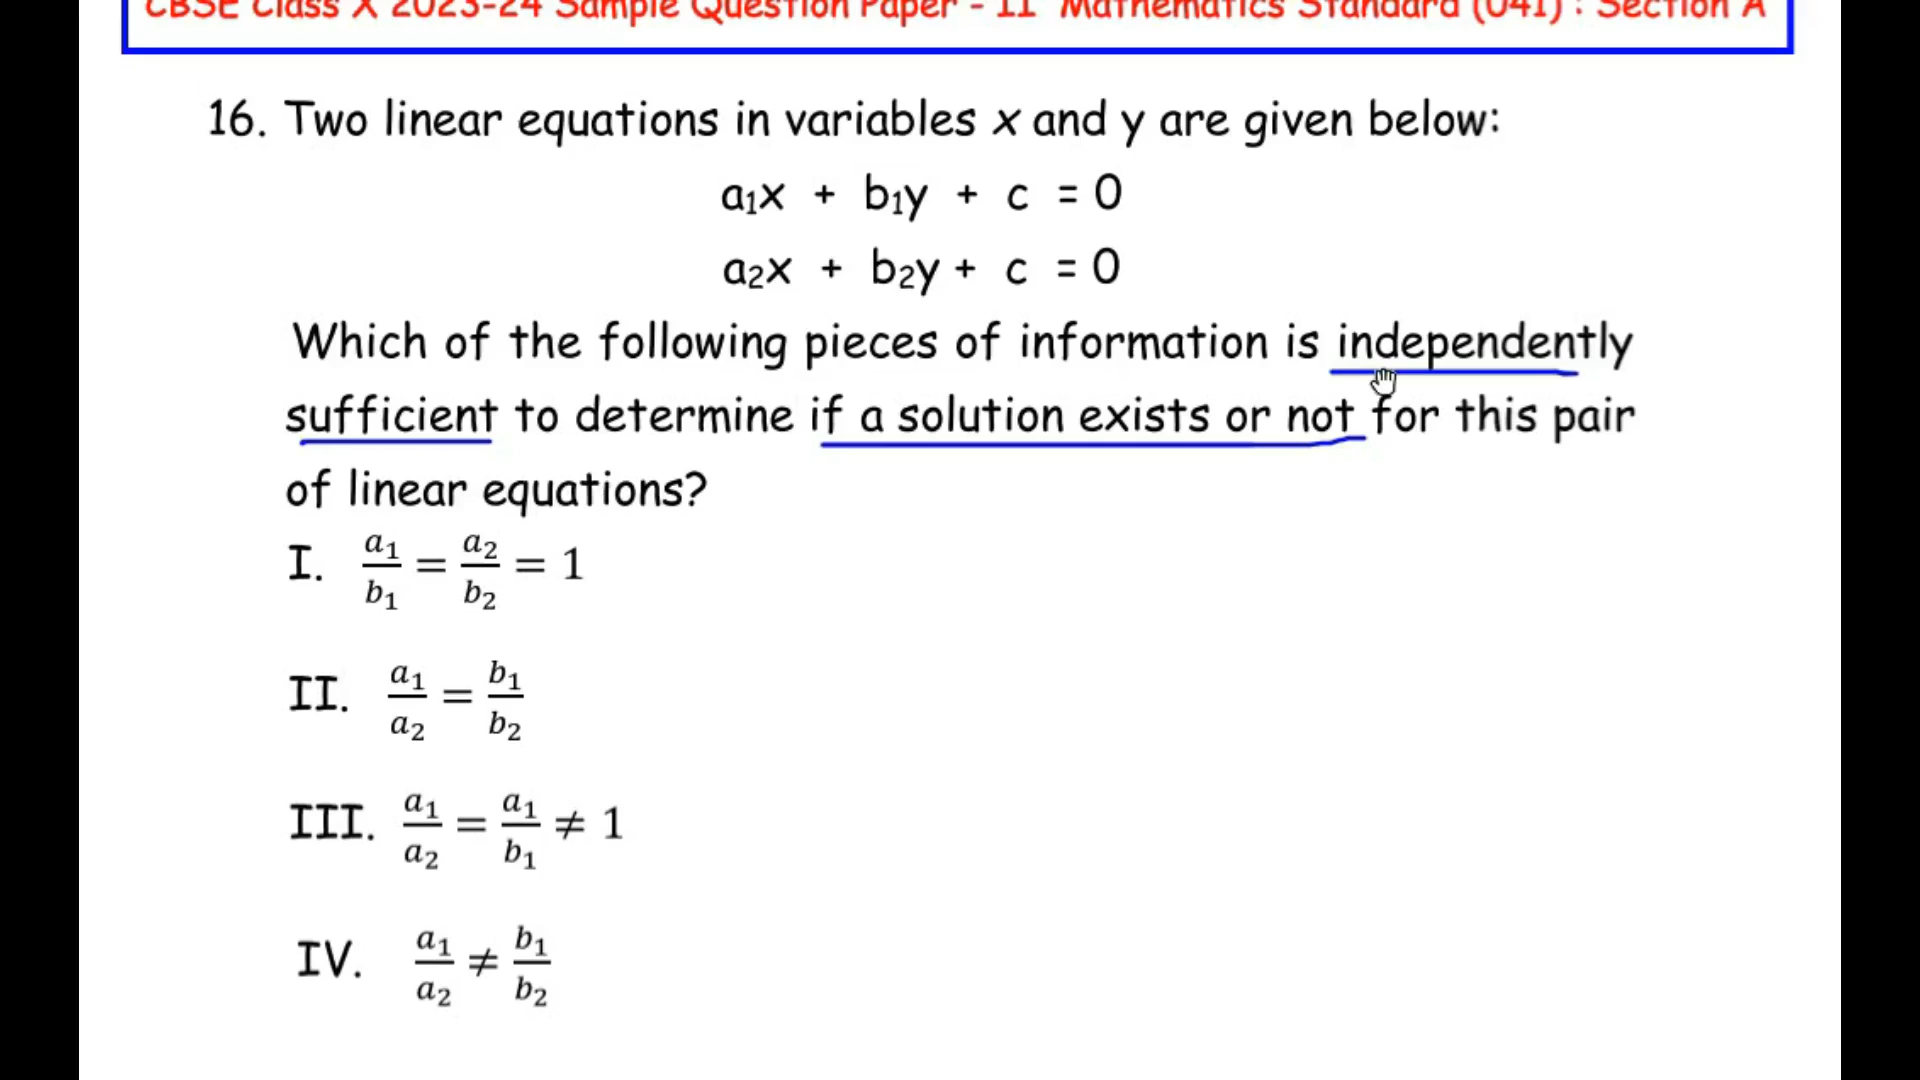 CBSE Class X 2023-24 Sample Question Paper - II Mathematics Standard (041) : Section A
16. Two linear equations in variables x and y are given below:
a₁x + b₁y + c = 0
a₂x + b₂y + c = 0
Which of the following pieces of information is independently
sufficient to determine if a solution exists or not for this pair
of linear equations?
I. a₁/b₁ = a₂/b₂ = 1
II. a₁/a₂ = b₁/b₂
III. a₁/a₂ = a₁/b₁ ≠ 1
IV. a₁/a₂ ≠ b₁/b₂